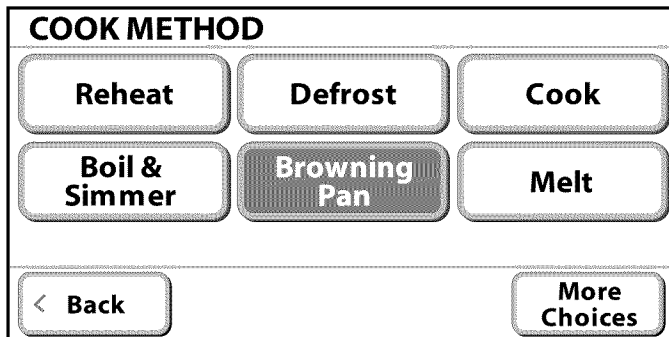 COOK METHOD
Reheat
Defrost
Cook
Boil &
Simmer
Browning
Pan
Melt
< Back
More
Choices